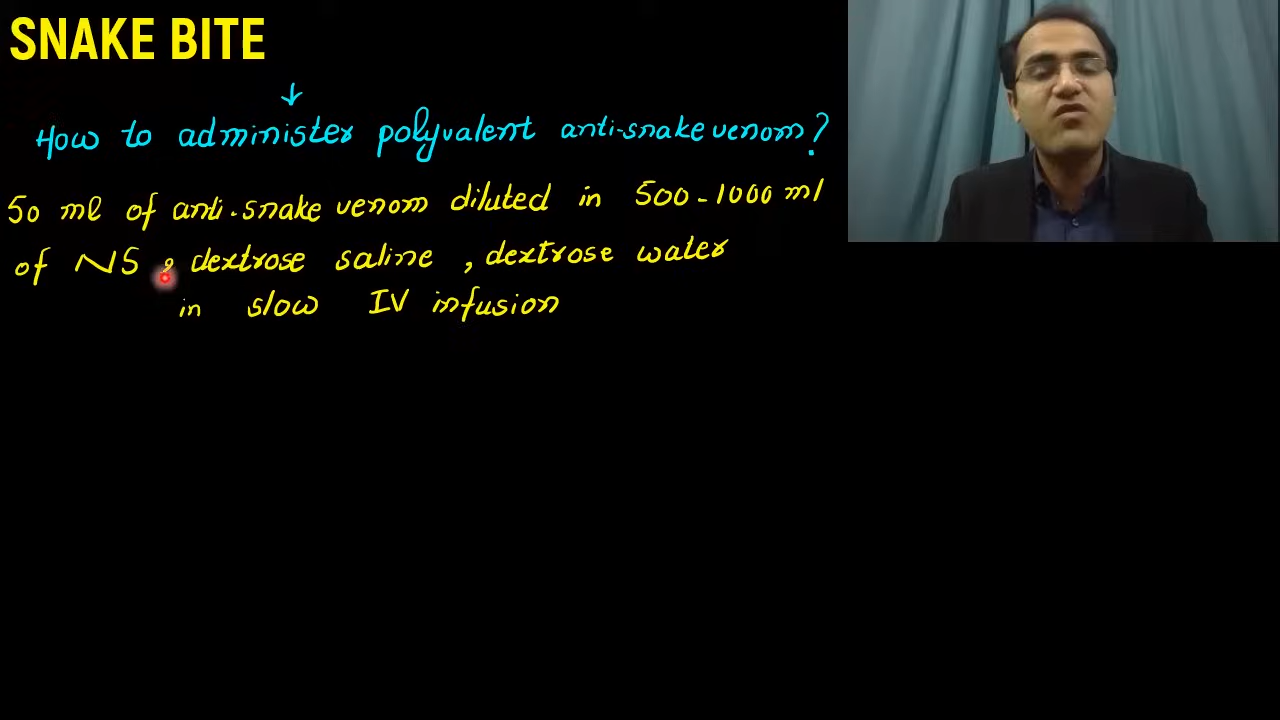 SNAKE BITE
How to administer polyvalent anti-snake venom?
50 ml of anti-snake venom diluted in 500-1000 ml
of NS, dextrose saline, dextrose water
in slow IV infusion